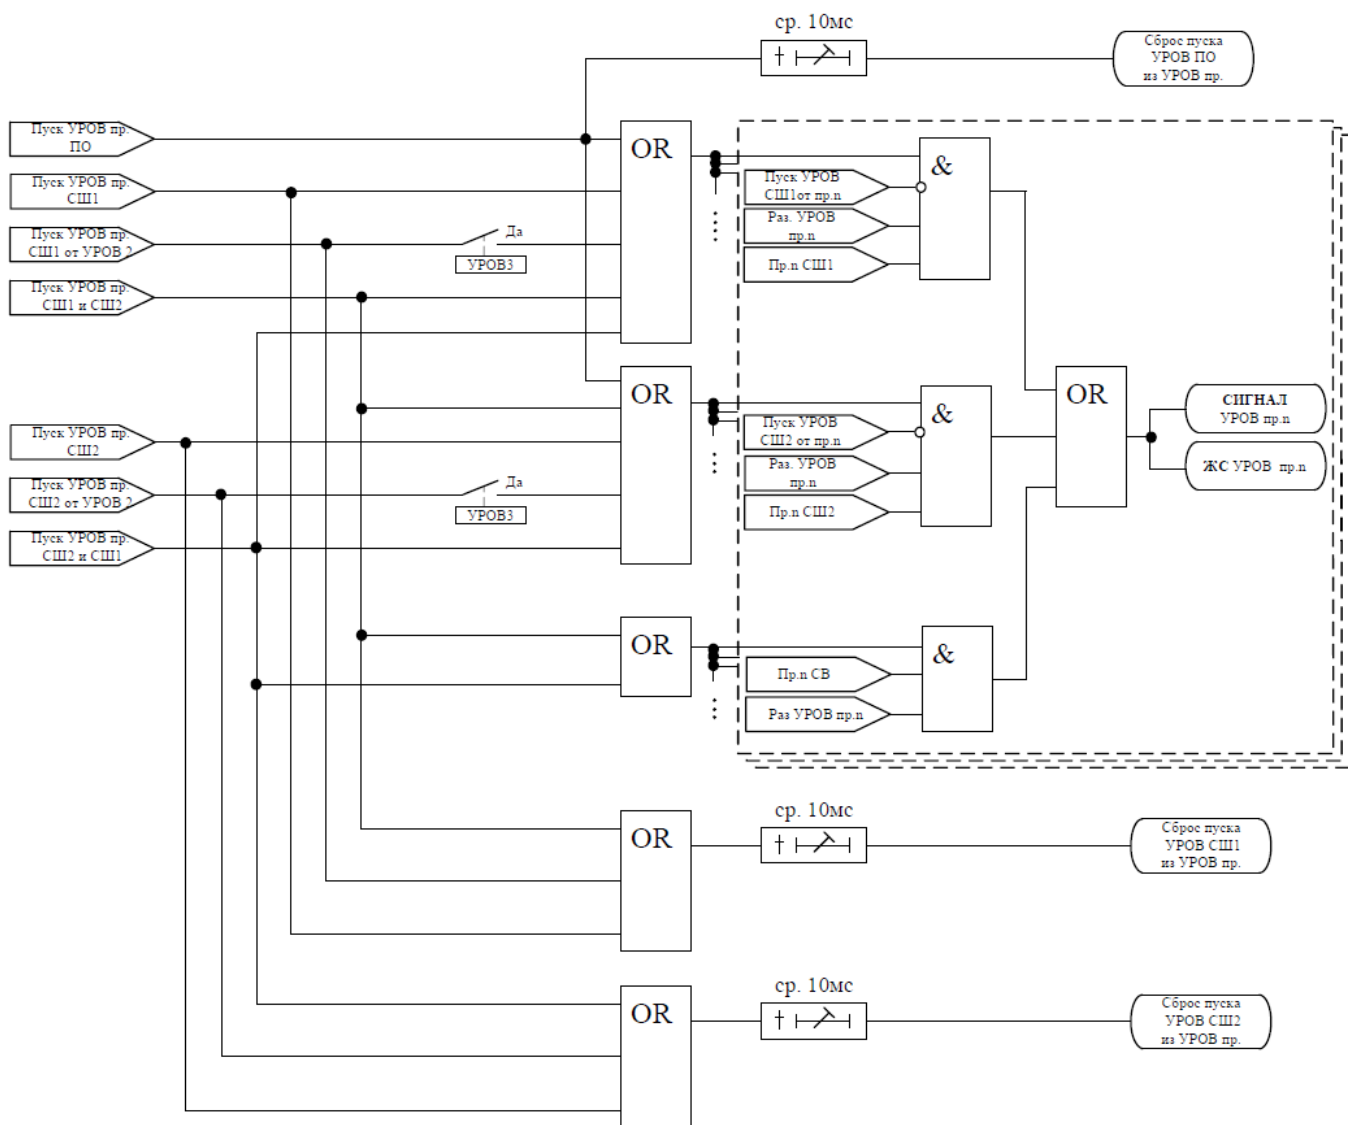 ср. 10мс
Сброс пуска
УРОВ ПО
из УРОВ пр.
Пуск УРОВ пр.
ПО
OR
&
Пуск УРОВ пр.
СШ1
Пуск УРОВ
СШ1от пр.n
Раз. УРОВ
пр.n
Пуск УРОВ пр.
СШ1 от УРОВ 2
Да
УРОВ3
Пр.n СШ1
Пуск УРОВ пр.
СШ1 и СШ2
OR
&
OR
СИГНАЛ
УРОВ пр.n
Пуск УРОВ пр.
СШ2
Пуск УРОВ
СШ2 от пр.n
ЖС УРОВ пр.n
Раз. УРОВ
пр.n
Пуск УРОВ пр.
СШ2 от УРОВ 2
Да
УРОВ3
Пр.n СШ2
Пуск УРОВ пр.
СШ2 и СШ1
OR
&
Пр.n СВ
Раз УРОВ пр.n
ср. 10мс
OR
Сброс пуска
УРОВ СШ1
из УРОВ пр.
ср. 10мс
OR
Сброс пуска
УРОВ СШ2
из УРОВ пр.